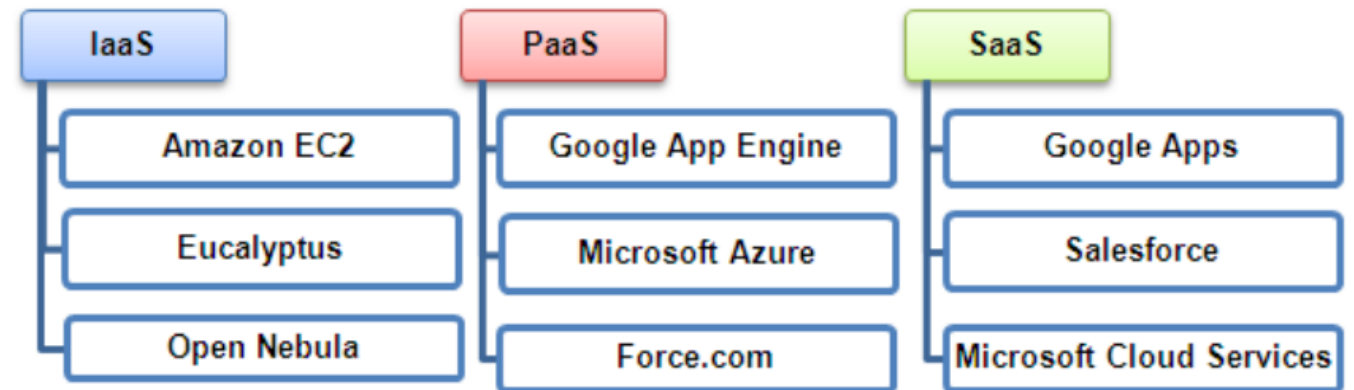 IaaS
Amazon EC2
Eucalyptus
Open Nebula
PaaS
Google App Engine
Microsoft Azure
Force.com
SaaS
Google Apps
Salesforce
Microsoft Cloud Services